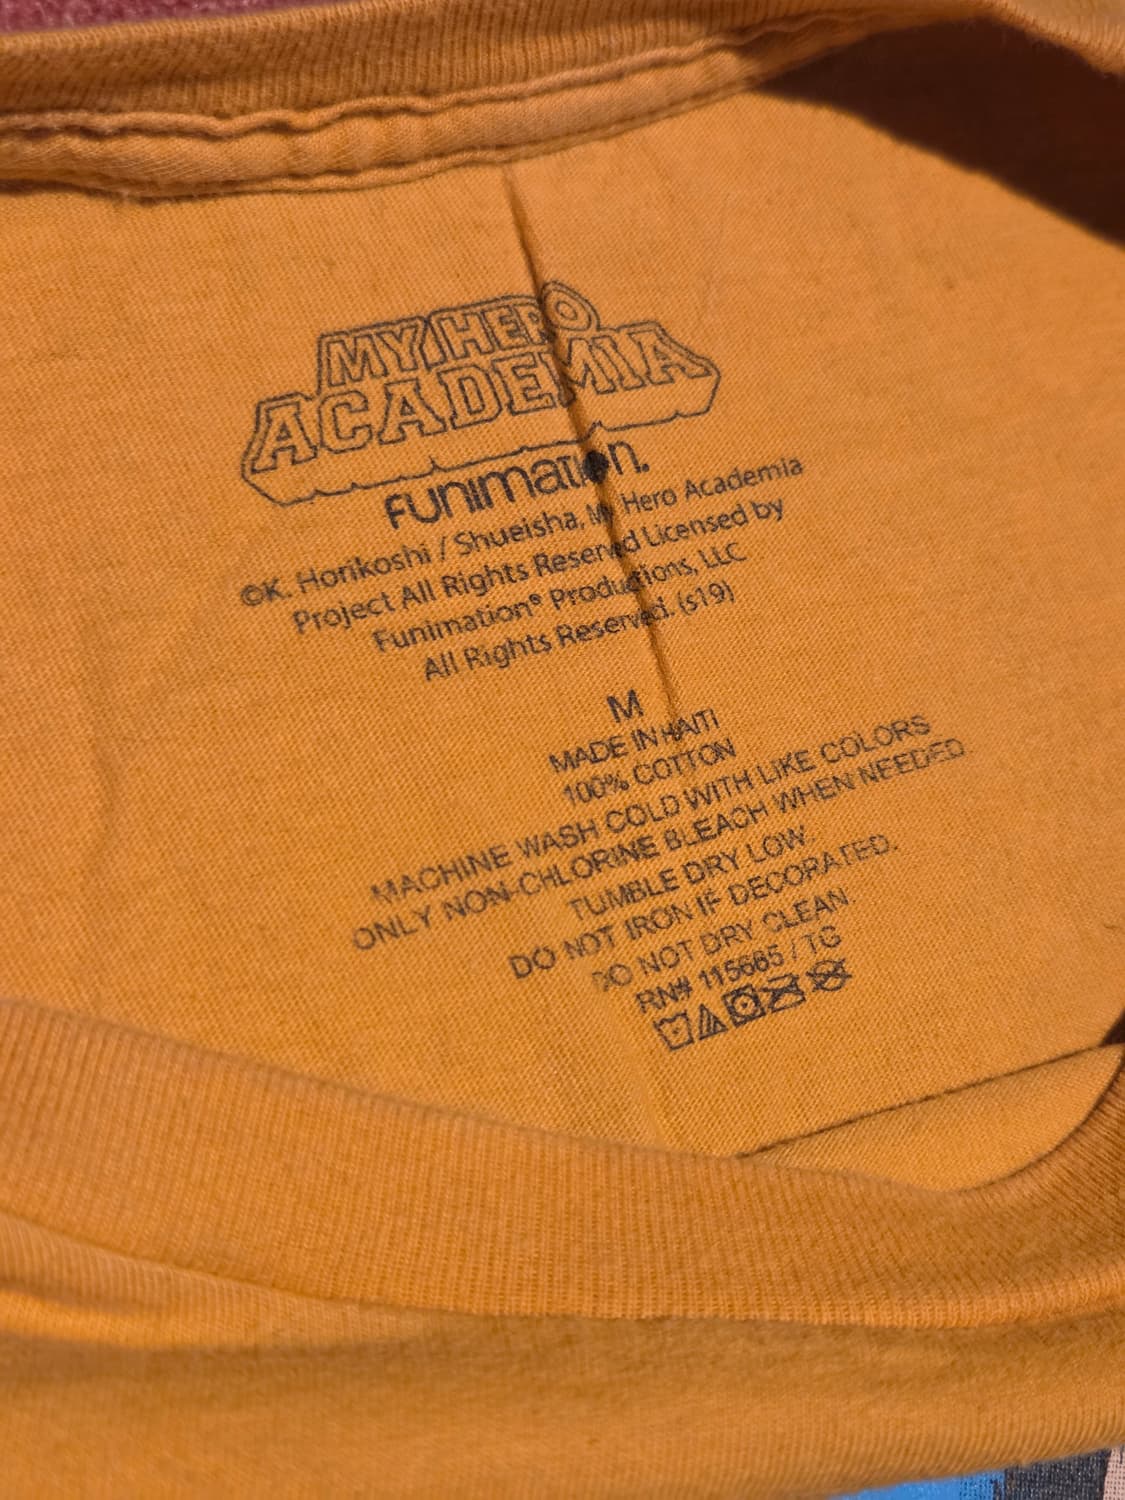 MY HERO
ACADEMIA
FUNIMATION.
©K. Horikoshi / Shueisha, My Hero Academia
Project All Rights Reserved Licensed by
Funimation® Productions, LLC
All Rights Reserved. (s19)
M
MADE IN HAITI
100% COTTON
MACHINE WASH COLD WITH LIKE COLORS
ONLY NON-CHLORINE BLEACH WHEN NEEDED
TUMBLE DRY LOW.
DO NOT IRON IF DECORATED.
DO NOT DRY CLEAN
RN# 115665 / TG